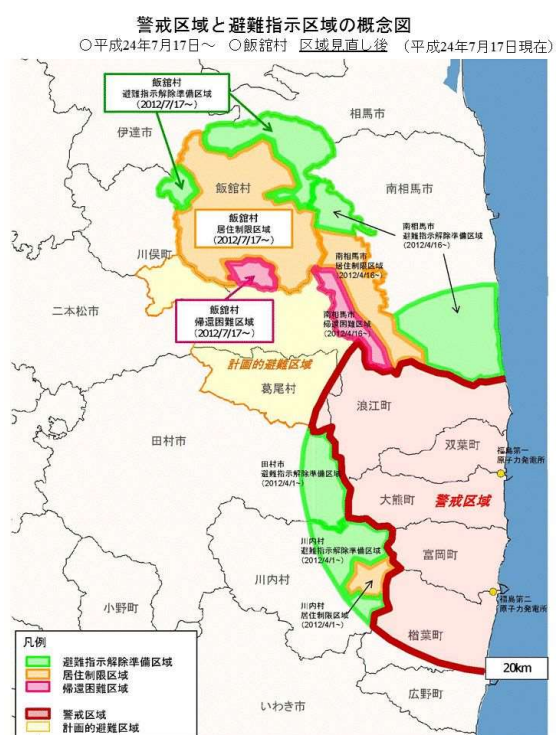 警戒区域と避難指示区域の概念図
○平成24年7月17日～ ○飯舘村 区域見直し後 （平成24年7月17日現在）
飯舘村
避難指示解除準備区域
（2012/7/17～）
相馬市
伊達市
飯舘村
南相馬市
飯舘村
居住制限区域
（2012/7/17～）
南相馬市
避難指示解除準備区域
（2012/4/16～）
川俣町
南相馬市
居住制限区域
（2012/4/16～）
二本松市
飯舘村
帰還困難区域
（2012/7/17～）
南相馬市
帰還困難区域
（2012/4/16～）
計画的避難区域
葛尾村
浪江町
田村市
双葉町
福島第一
原子力発電所
田村市
避難指示解除準備区域
（2012/4/1～）
大熊町
警戒区域
川内村
避難指示解除準備区域
（2012/4/1～）
富岡町
川内村
川内村
居住制限区域
（2012/4/1～）
小野町
福島第二
原子力発電所
楢葉町
20km
広野町
いわき市
凡例
避難指示解除準備区域
居住制限区域
帰還困難区域
警戒区域
計画的避難区域